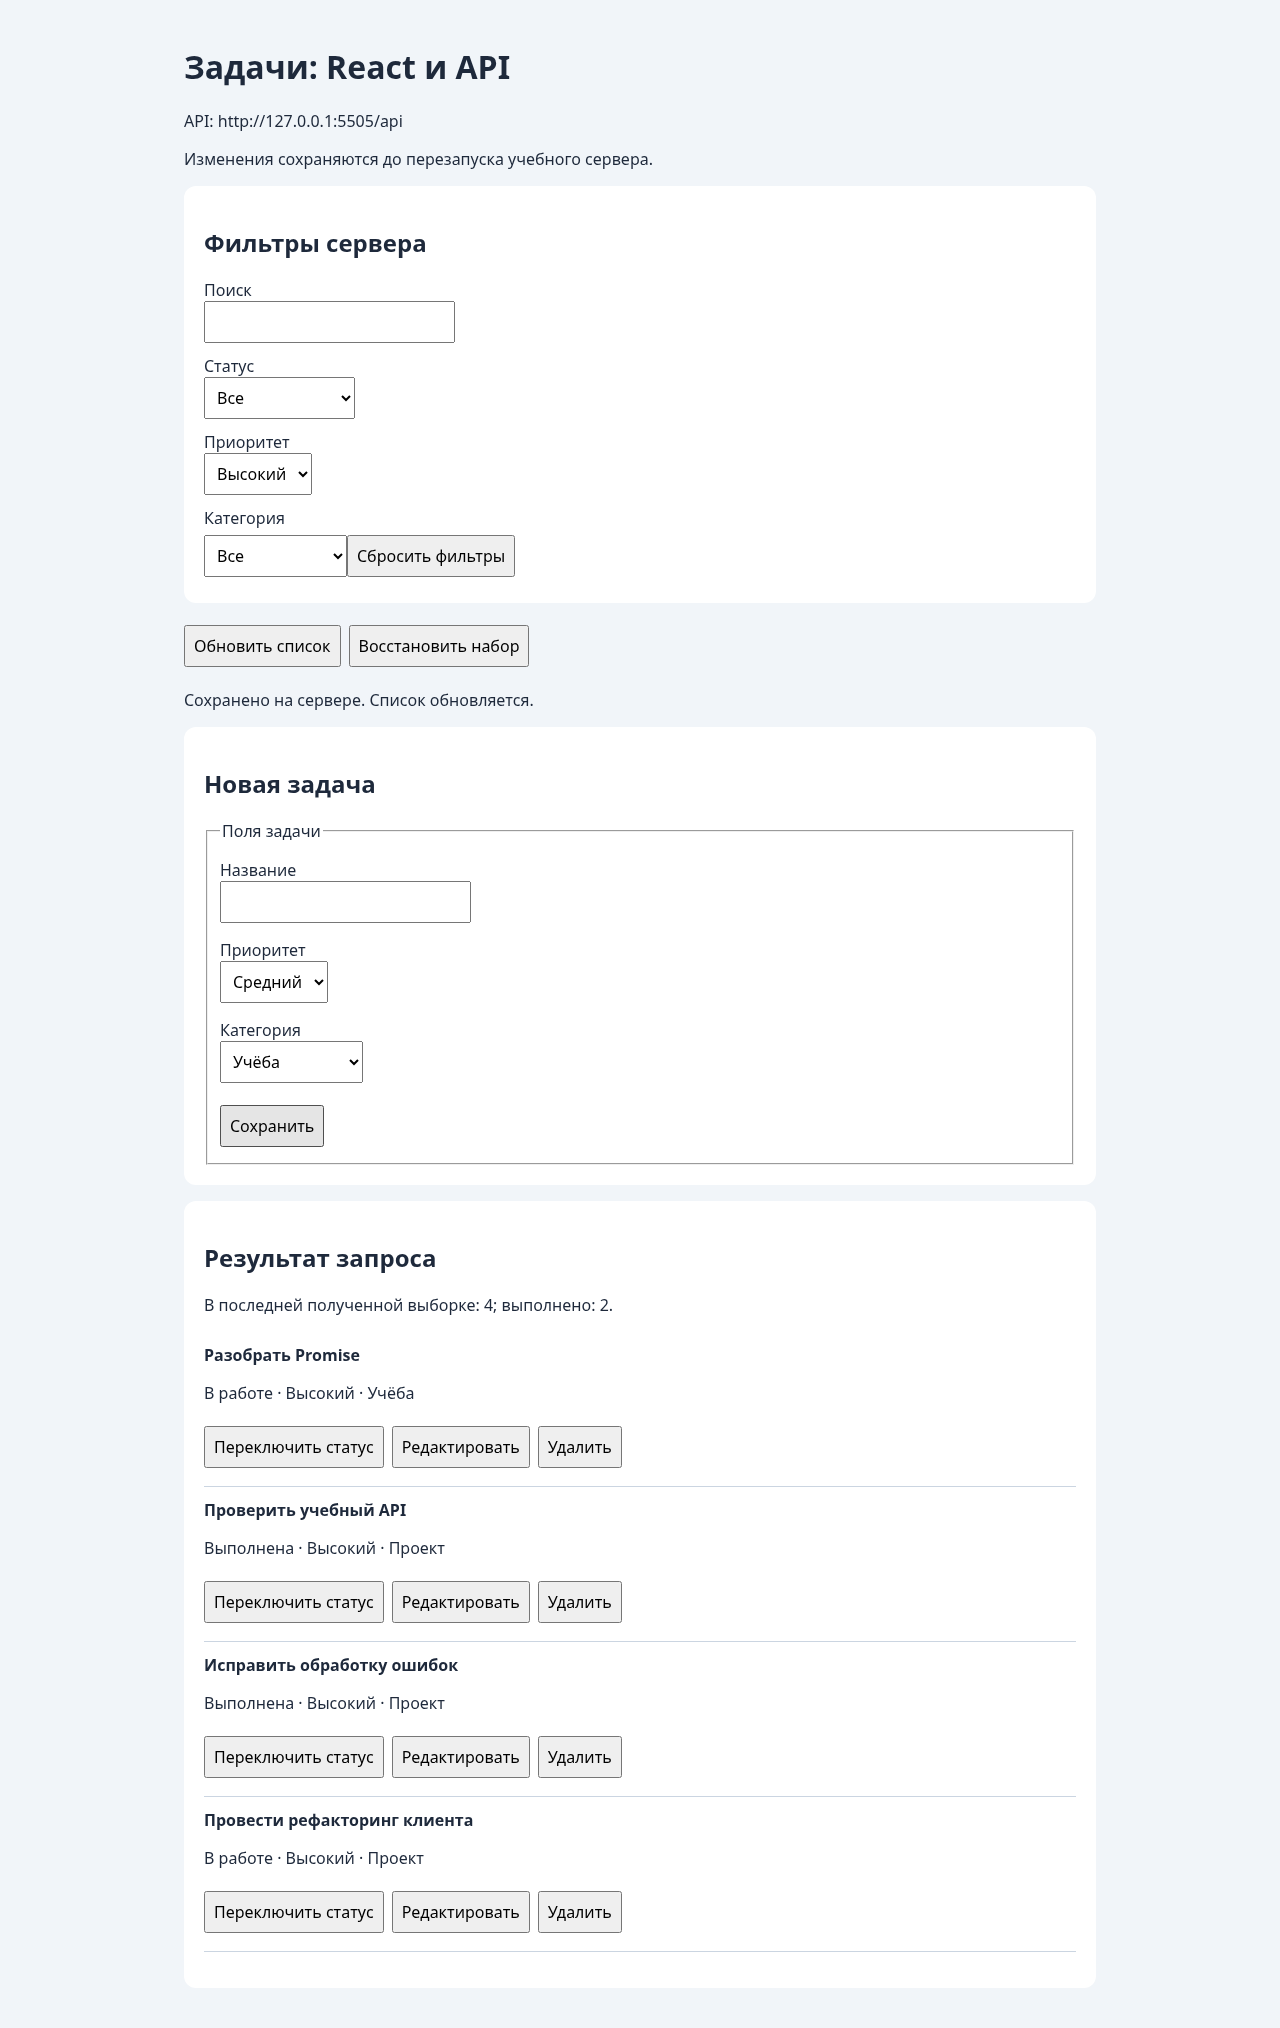 Задачи: React и API
API: http://127.0.0.1:5505/api
Изменения сохраняются до перезапуска учебного сервера.
Фильтры сервера
Поиск
Статус
Все
Приоритет
Высокий
Категория
Все Сбросить фильтры
Обновить список Восстановить набор
Сохранено на сервере. Список обновляется.
Новая задача
Поля задачи
Название
Приоритет
Средний
Категория
Учёба
Сохранить
Результат запроса
В последней полученной выборке: 4; выполнено: 2.
Разобрать Promise
В работе · Высокий · Учёба
Переключить статус Редактировать Удалить
Проверить учебный API
Выполнена · Высокий · Проект
Переключить статус Редактировать Удалить
Исправить обработку ошибок
Выполнена · Высокий · Проект
Переключить статус Редактировать Удалить
Провести рефакторинг клиента
В работе · Высокий · Проект
Переключить статус Редактировать Удалить